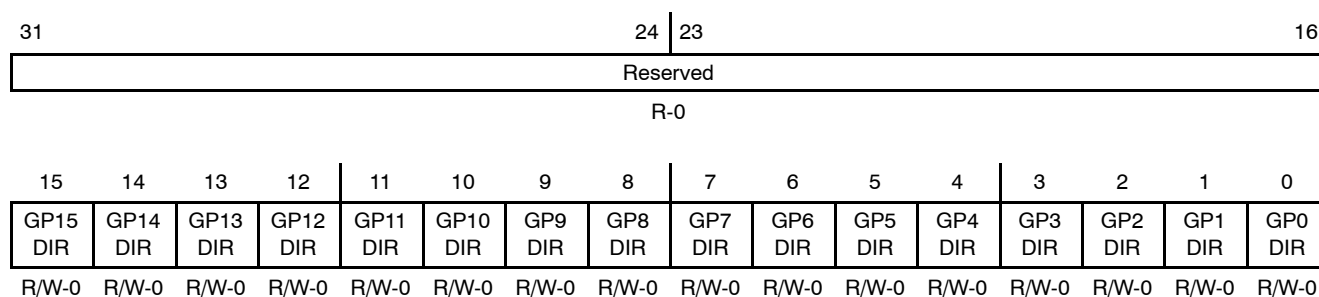 31 24 23 16
Reserved
R-0
15 14 13 12 11 10 9 8 7 6 5 4 3 2 1 0
GP15 GP14 GP13 GP12 GP11 GP10 GP9 GP8 GP7 GP6 GP5 GP4 GP3 GP2 GP1 GP0
DIR DIR DIR DIR DIR DIR DIR DIR DIR DIR DIR DIR DIR DIR DIR DIR
R/W-0 R/W-0 R/W-0 R/W-0 R/W-0 R/W-0 R/W-0 R/W-0 R/W-0 R/W-0 R/W-0 R/W-0 R/W-0 R/W-0 R/W-0 R/W-0